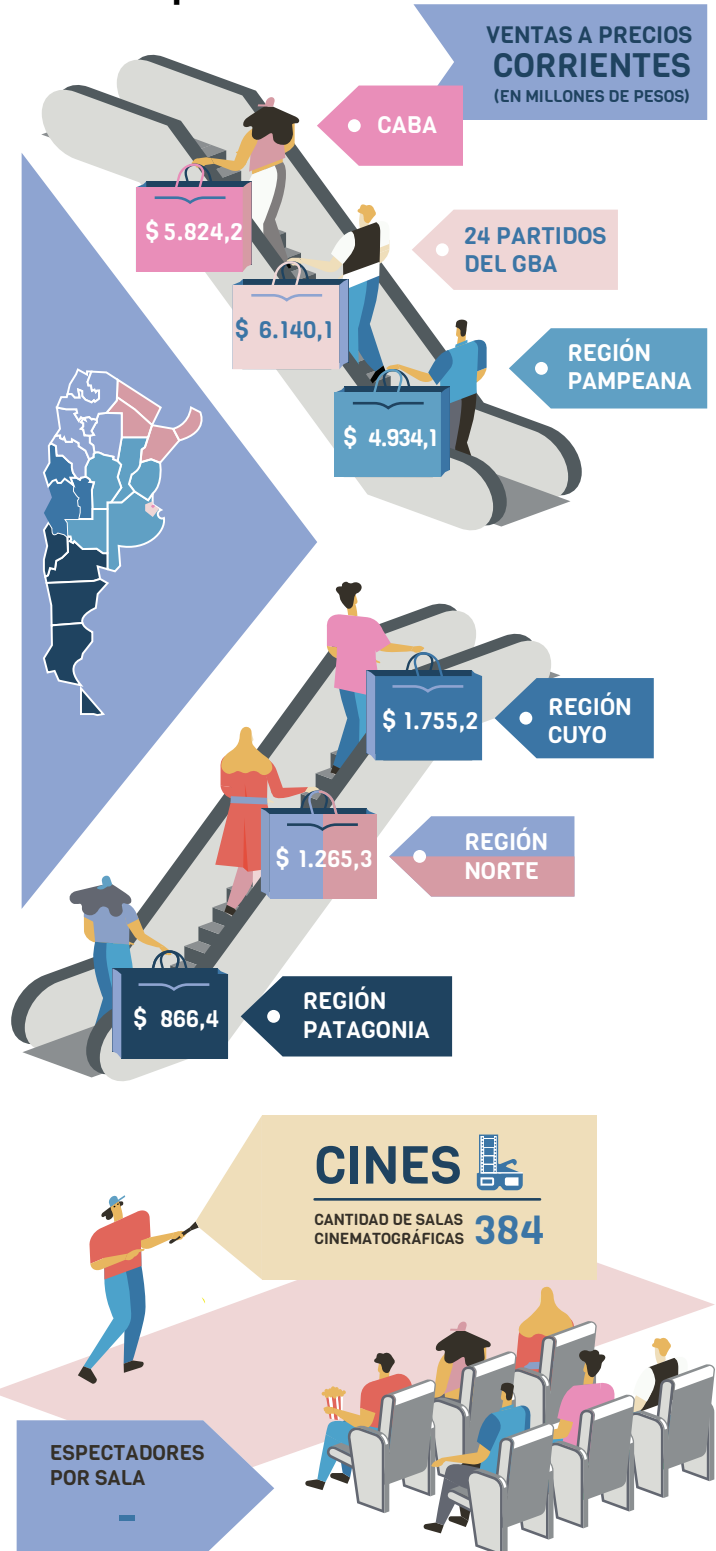 VENTAS A PRECIOS
CORRIENTES
(EN MILLONES DE PESOS)
CABA
$ 5.824,2
24 PARTIDOS
DEL GBA
$ 6.140,1
REGIÓN
PAMPEANA
$ 4.934,1
$ 1.755,2
REGIÓN
CUYO
$ 1.265,3
REGIÓN
NORTE
$ 866,4
REGIÓN
PATAGONIA
CINES
CANTIDAD DE SALAS
CINEMATOGRÁFICAS
384
ESPECTADORES
POR SALA
-